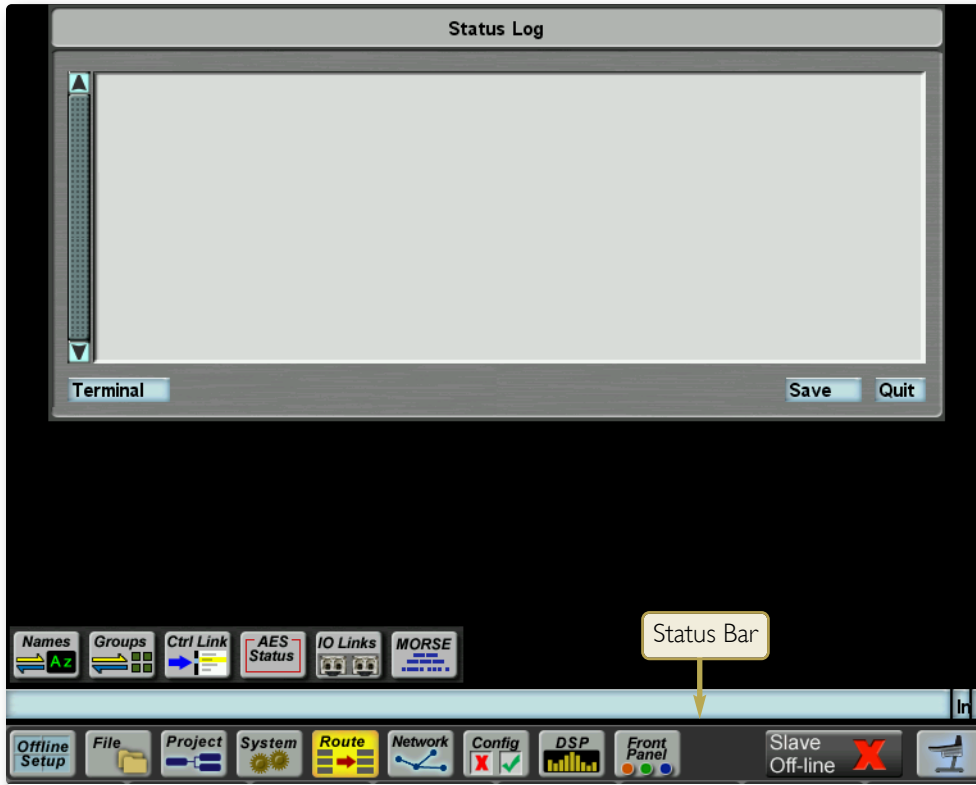 Status Log
Terminal
Save
Quit
Status Bar
Names
AZ
Groups
Ctrl Link
AES
Status
IO Links
MORSE
In
Offline
Setup
File
Project
System
Route
Network
Config
DSP
Front
Panel
Slave
Off-line